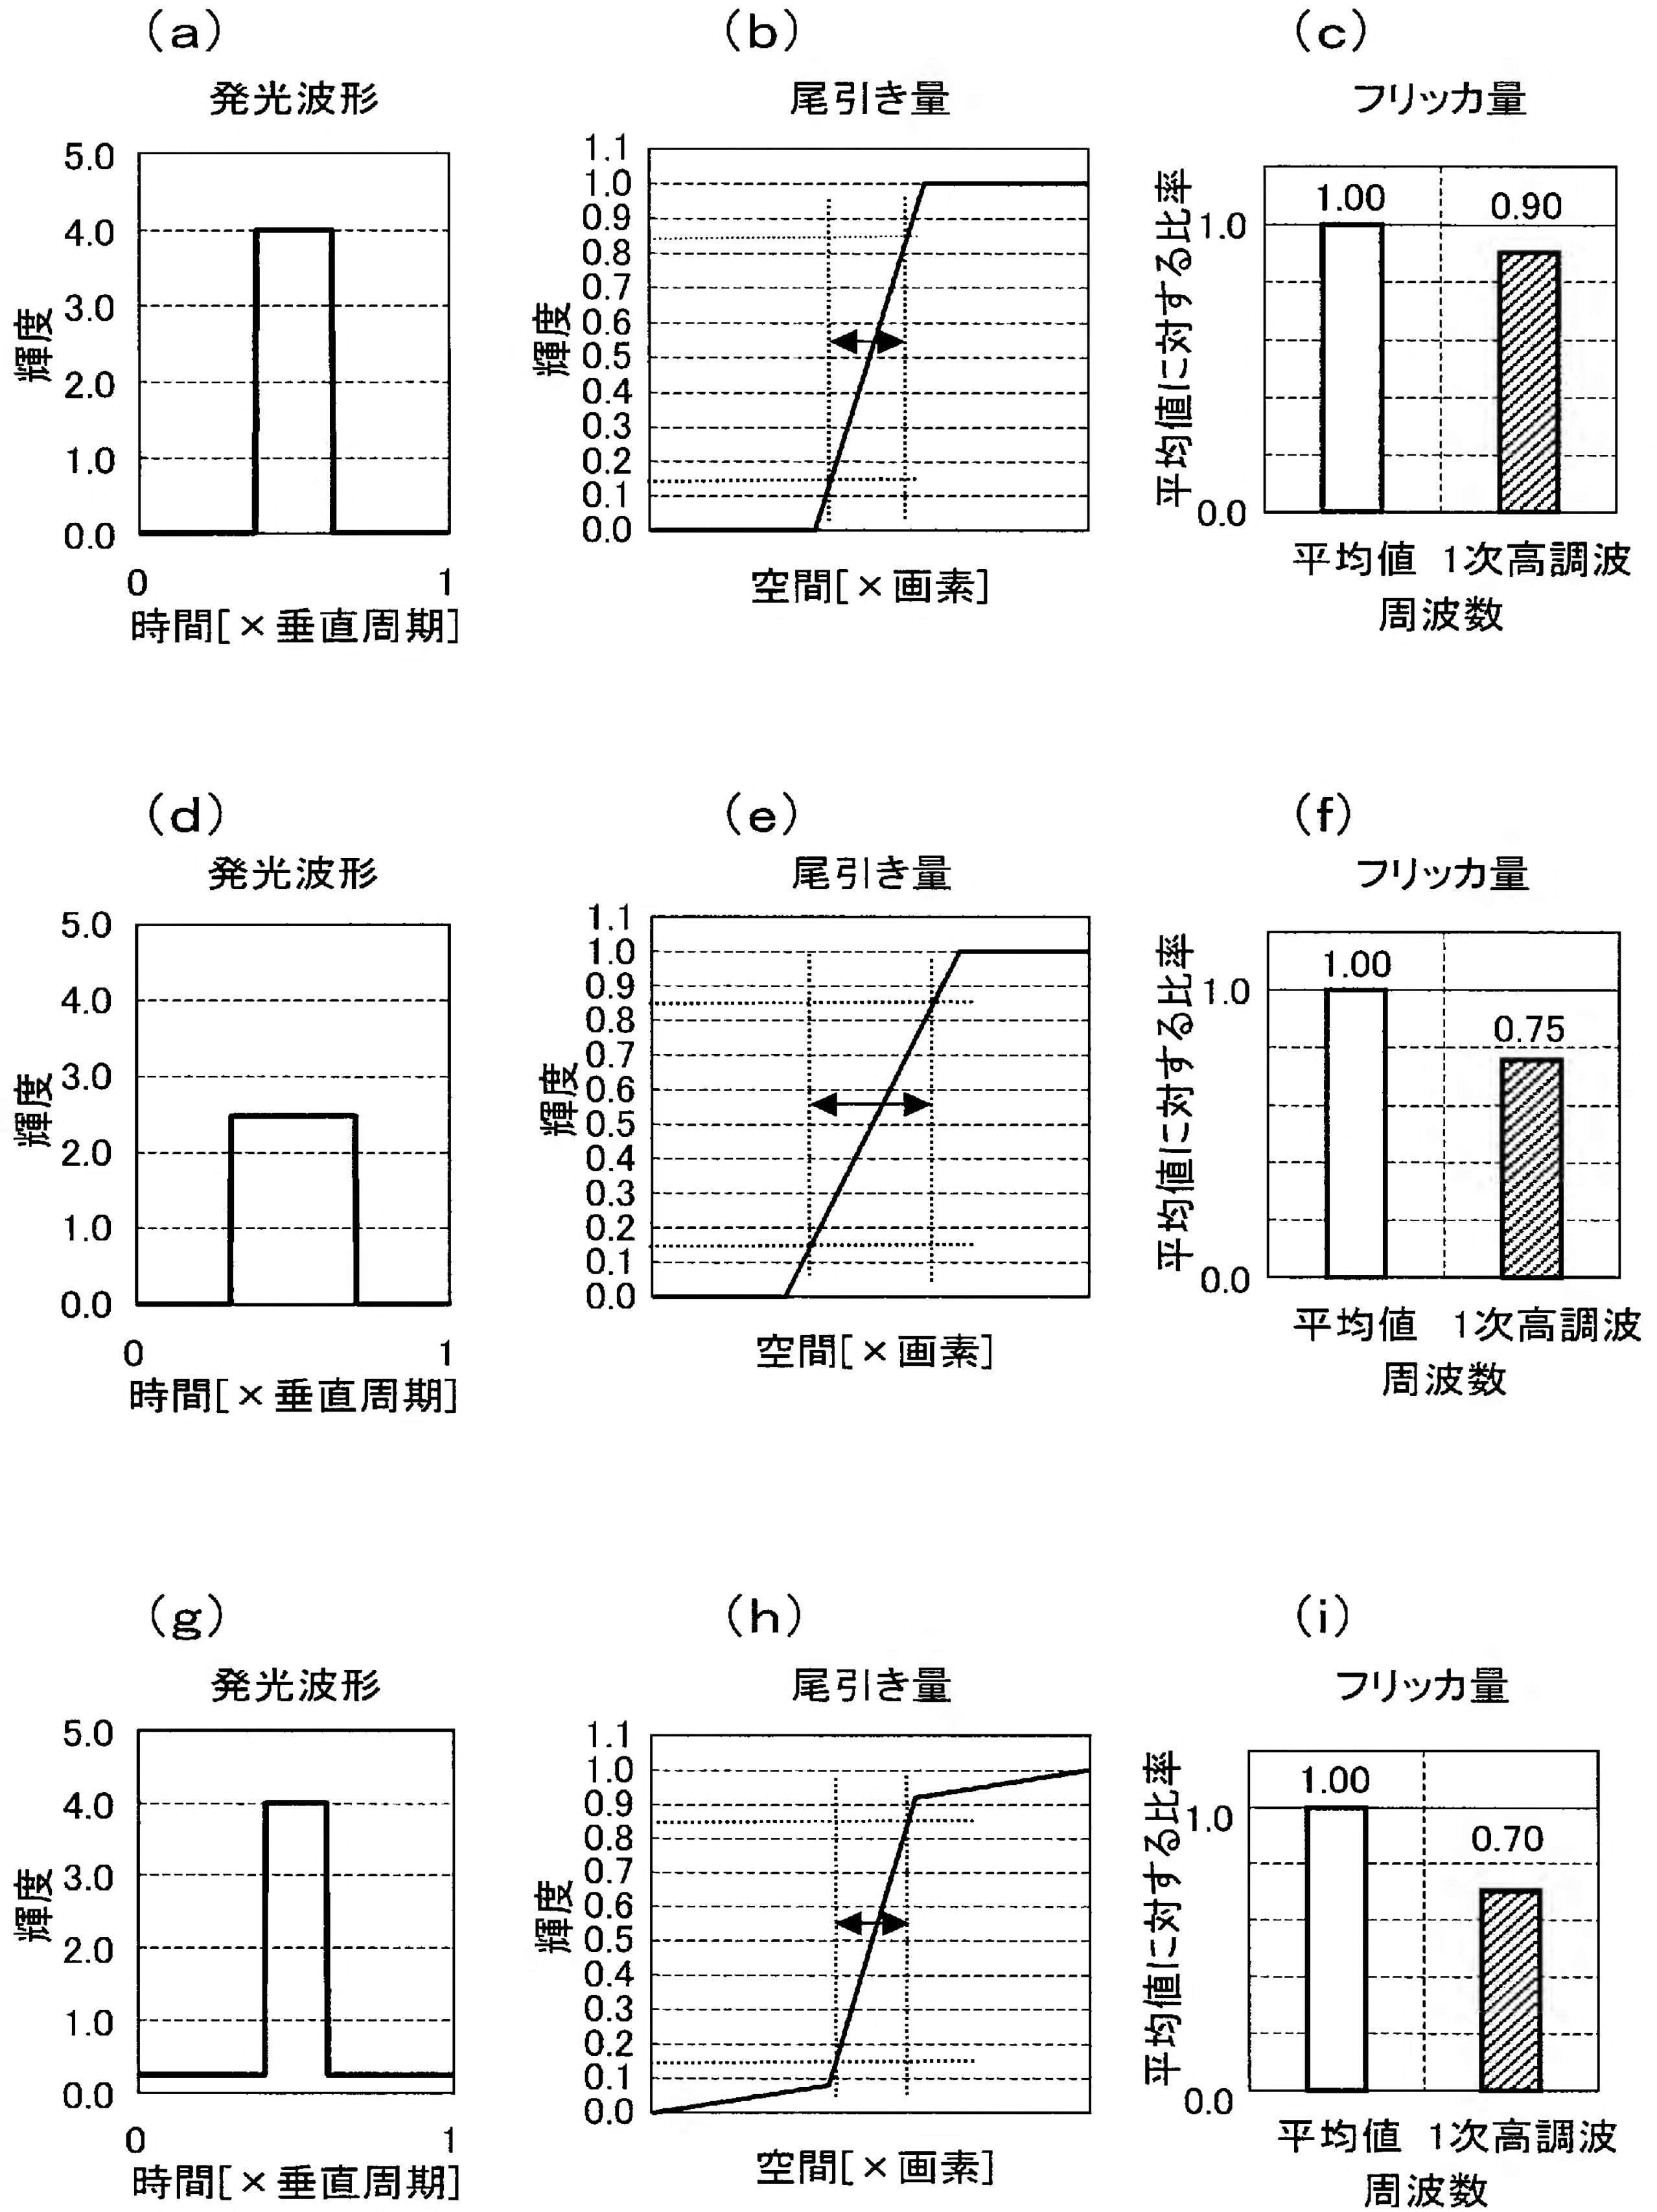 (a)
発光波形
5.0
4.0
3.0
2.0
1.0
0.0
輝度
0 1
時間[×垂直周期]
(b)
尾引き量
1.1
1.0
0.9
0.8
0.7
0.6
0.5
0.4
0.3
0.2
0.1
0.0
輝度
空間[×画素]
(c)
フリッカ量
平均値に対する比率
1.0
0.0
1.00
0.90
平均値 1次高調波
周波数
(d)
発光波形
5.0
4.0
3.0
2.0
1.0
0.0
輝度
0 1
時間[×垂直周期]
(e)
尾引き量
1.1
1.0
0.9
0.8
0.7
0.6
0.5
0.4
0.3
0.2
0.1
0.0
輝度
空間[×画素]
(f)
フリッカ量
平均値に対する比率
1.0
0.0
1.00
0.75
平均値 1次高調波
周波数
(g)
発光波形
5.0
4.0
3.0
2.0
1.0
0.0
輝度
0 1
時間[×垂直周期]
(h)
尾引き量
1.1
1.0
0.9
0.8
0.7
0.6
0.5
0.4
0.3
0.2
0.1
0.0
輝度
空間[×画素]
(i)
フリッカ量
平均値に対する比率
1.0
0.0
1.00
0.70
平均値 1次高調波
周波数